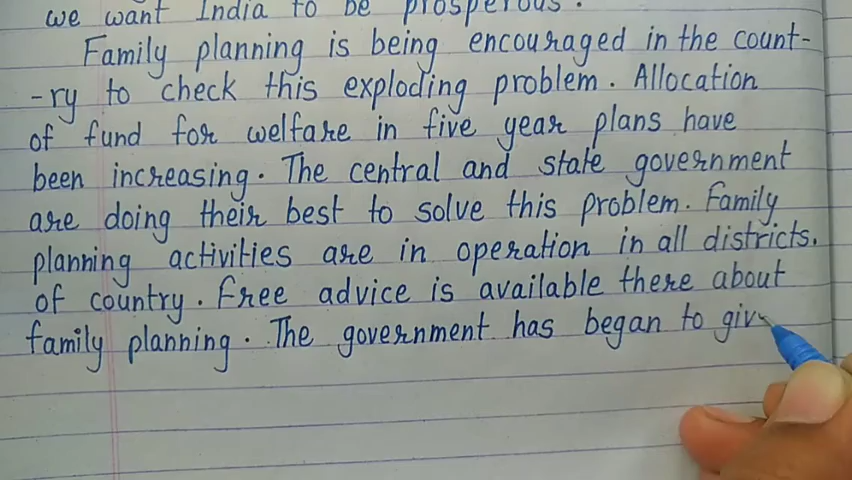 we want India to be prosperous.
Family planning is being encouraged in the count-
-ry to check this exploding problem. Allocation
of fund for welfare in five year plans have
been increasing. The central and state government
are doing their best to solve this problem. Family
planning activities are in operation in all districts.
of country. Free advice is available there about
family planning. The government has began to giv